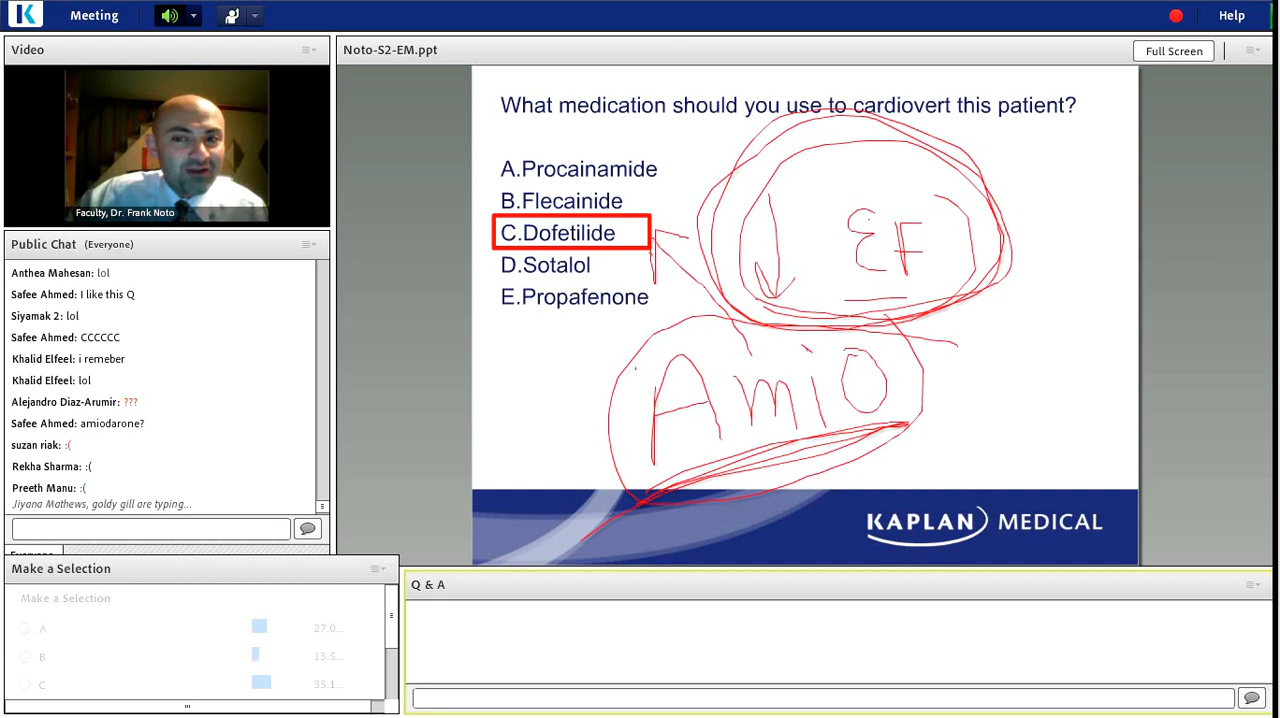 Meeting
Help
Video
Faculty, Dr. Frank Noto
Public Chat (Everyone)
Anthea Mahesan: lol
Safee Ahmed: I like this Q
Siyamak 2: lol
Safee Ahmed: CCCCCC
Khalid Elfeel: i remeber
Khalid Elfeel: lol
Alejandro Diaz-Arumir: ???
Safee Ahmed: amiodarone?
suzan riak: :(
Rekha Sharma: :(
Preeth Manu: :(
Jiyana Mathews, goldy gill are typing...
Everyone
Make a Selection
Make a Selection
A 27.0...
B 13.5...
C 35.1...
Noto-S2-EM.ppt
Full Screen
What medication should you use to cardiovert this patient?
A.Procainamide
B.Flecainide
C.Dofetilide
D.Sotalol
E.Propafenone
↓ EF
Amio
KAPLAN MEDICAL
Q & A